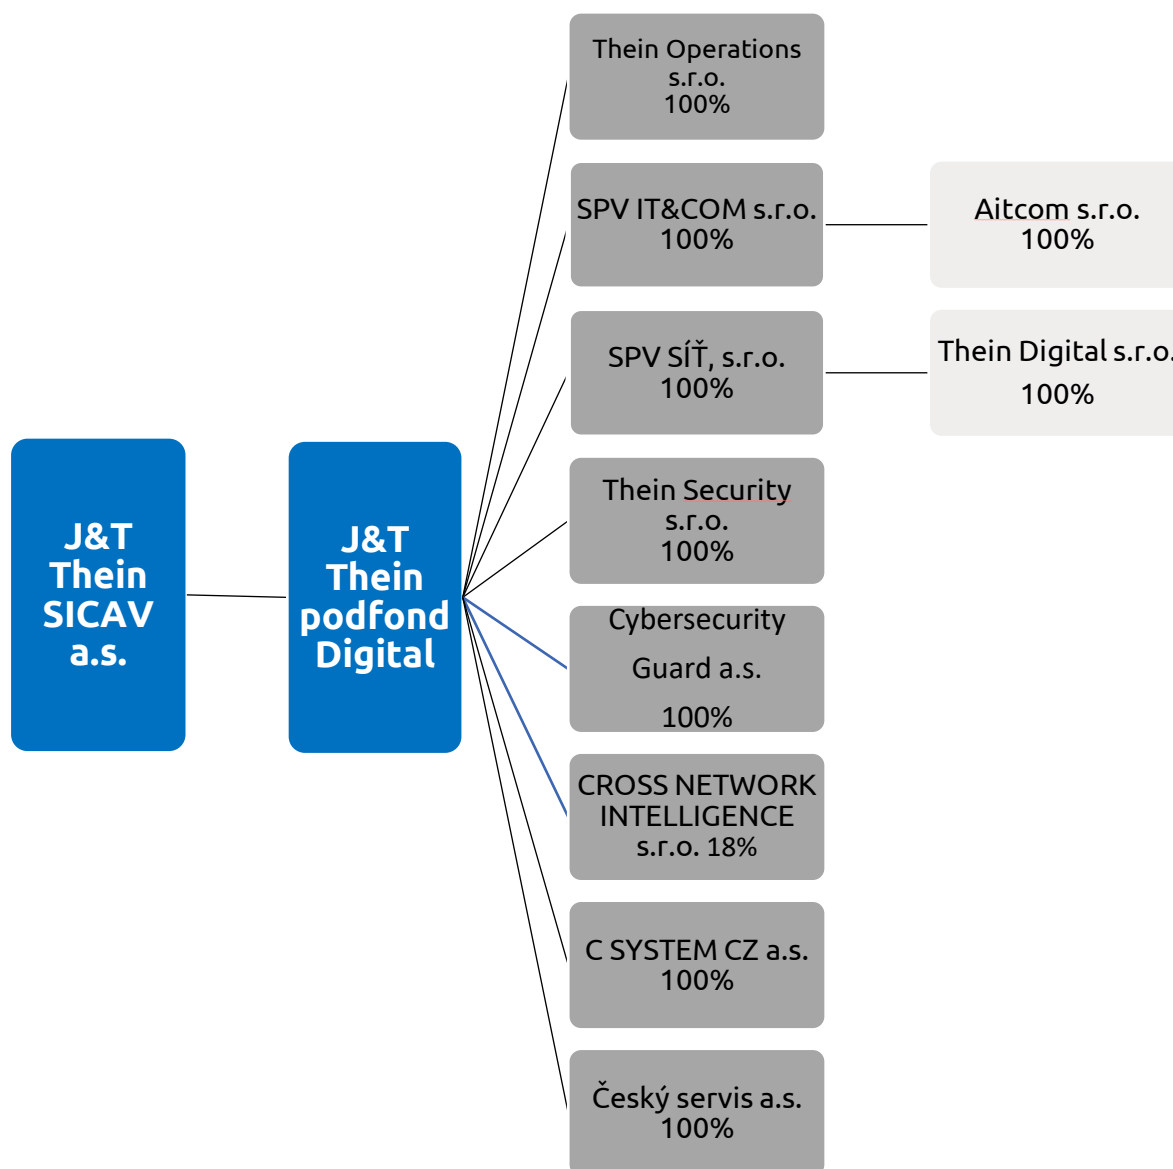 J&T
Thein
SICAV
a.s.
J&T
Thein
podfond
Digital
Thein Operations
s.r.o.
100%
SPV IT&COM s.r.o.
100%
Aitcom s.r.o.
100%
SPV SÍŤ, s.r.o.
100%
Thein Digital s.r.o.
100%
Thein Security
s.r.o.
100%
Cybersecurity
Guard a.s.
100%
CROSS NETWORK
INTELLIGENCE
s.r.o. 18%
C SYSTEM CZ a.s.
100%
Český servis a.s.
100%